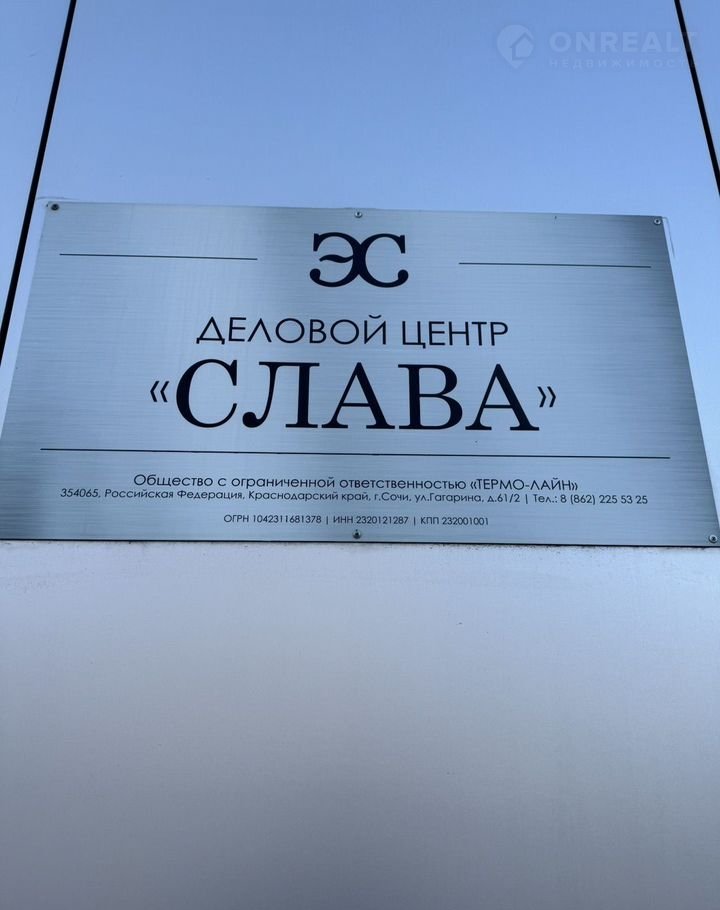 ONREALT
НЕДВИЖИМОСТЬ
ЭС
ДЕЛОВОЙ ЦЕНТР
«СЛАВА»
Общество с ограниченной ответственностью «ТЕРМО-ЛАЙН»
354065, Российская Федерация, Краснодарский край, г.Сочи, ул.Гагарина, д.61/2 | Тел.: 8 (862) 225 53 25
ОГРН 1042311681378 | ИНН 2320121287 | КПП 232001001